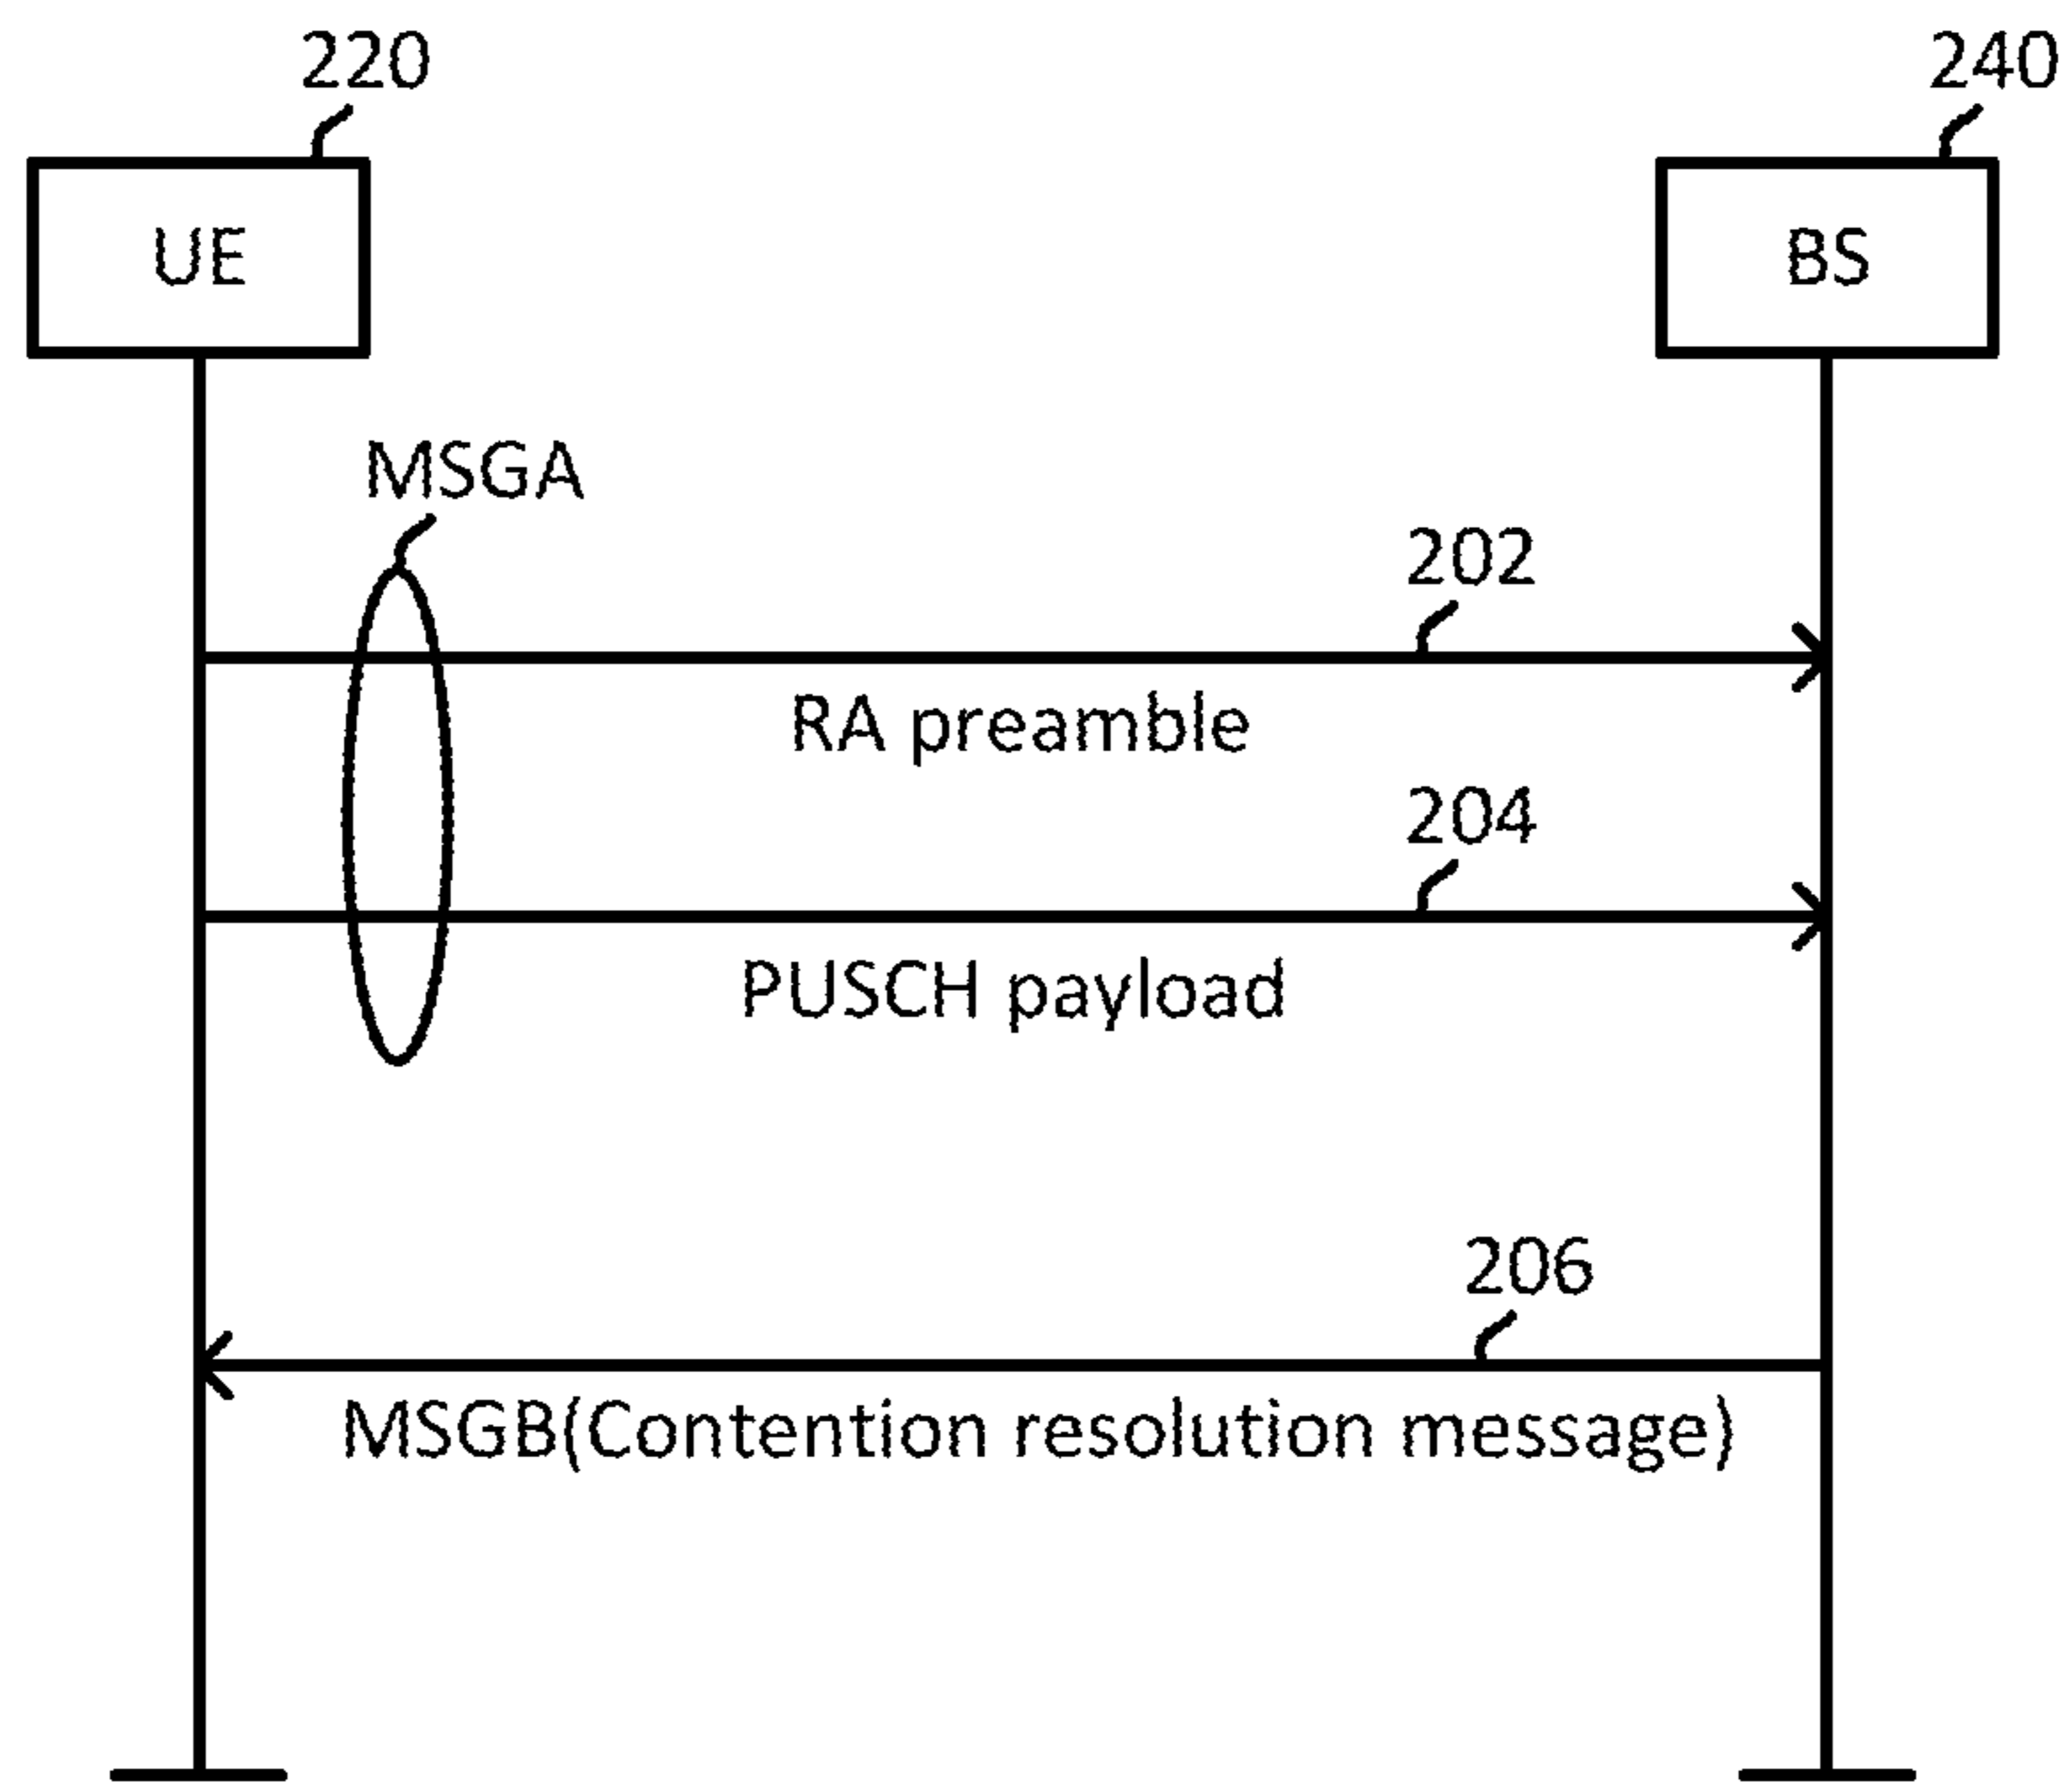 220
240
UE
BS
MSGA
202
RA preamble
204
PUSCH payload
206
MSGB(Contention resolution message)